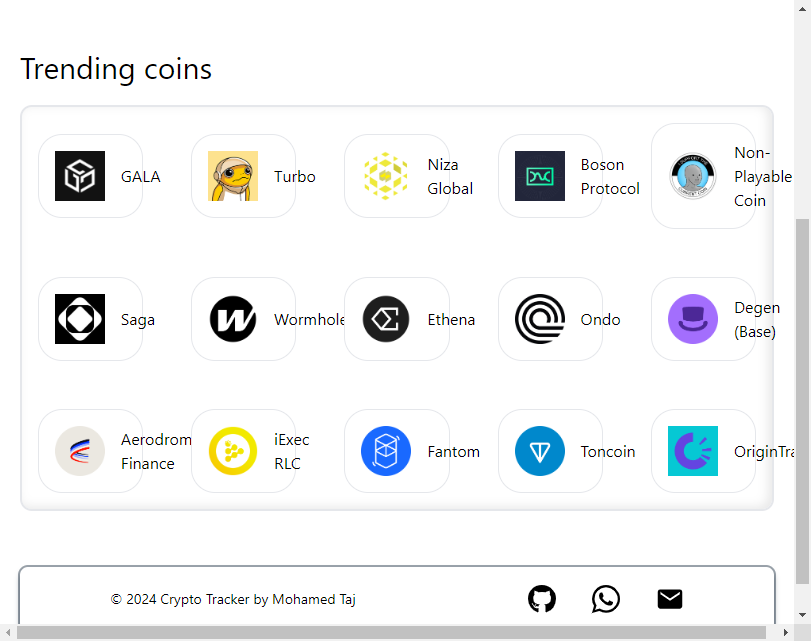 Trending coins
GALA
Turbo
Niza
Global
Boson
Protocol
Non-
Playable
Coin
Saga
Wormhole
Ethena
Ondo
Degen
(Base)
Aerodrom
Finance
iExec
RLC
Fantom
Toncoin
OriginTra
© 2024 Crypto Tracker by Mohamed Taj